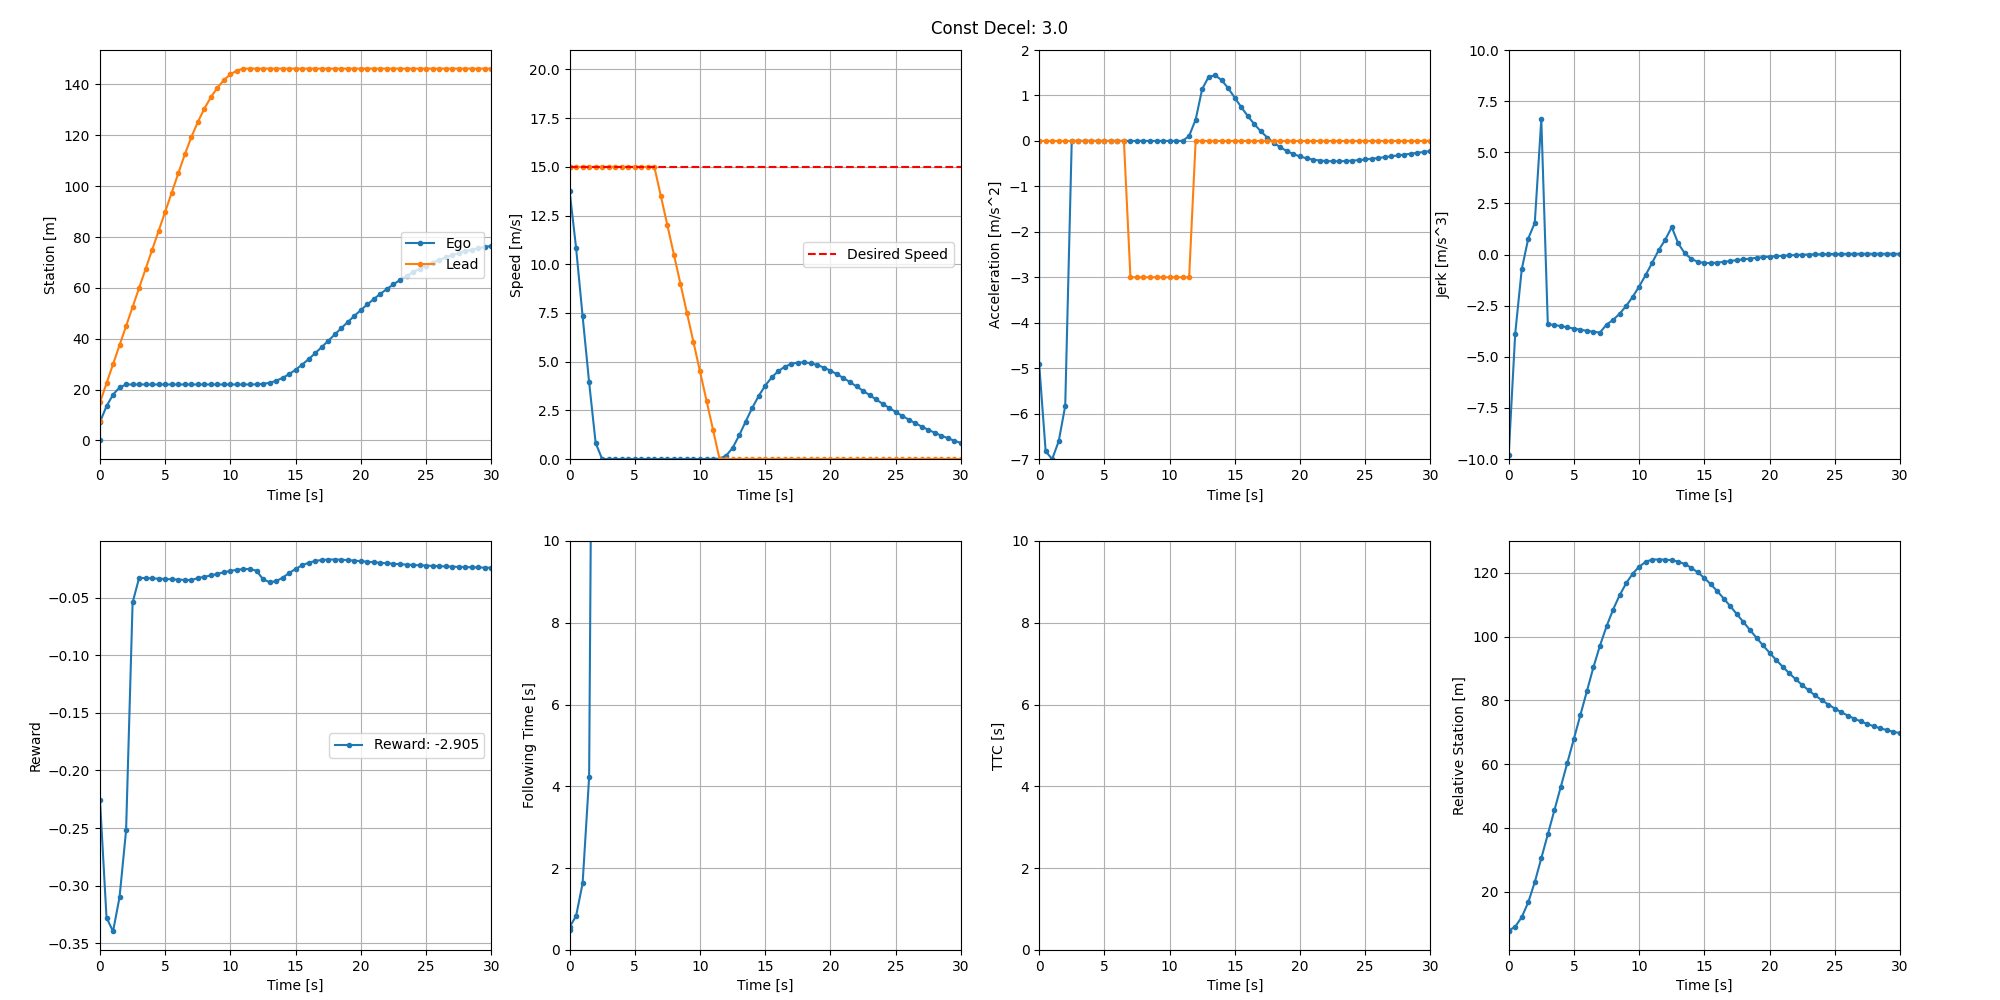 Const Decel: 3.0
140
120
100
80
60
40
20
0
Station [m]
Ego
Lead
0 5 10 15 20 25 30
Time [s]
20.0
17.5
15.0
12.5
10.0
7.5
5.0
2.5
0.0
Speed [m/s]
Desired Speed
0 5 10 15 20 25 30
Time [s]
2
1
0
−1
−2
−3
−4
−5
−6
−7
Acceleration [m/s^2]
0 5 10 15 20 25 30
Time [s]
10.0
7.5
5.0
2.5
0.0
−2.5
−5.0
−7.5
−10.0
Jerk [m/s^3]
0 5 10 15 20 25 30
Time [s]
−0.05
−0.10
−0.15
−0.20
−0.25
−0.30
−0.35
Reward
Reward: -2.905
0 5 10 15 20 25 30
Time [s]
10
8
6
4
2
0
Following Time [s]
0 5 10 15 20 25 30
Time [s]
10
8
6
4
2
0
TTC [s]
0 5 10 15 20 25 30
Time [s]
120
100
80
60
40
20
Relative Station [m]
0 5 10 15 20 25 30
Time [s]